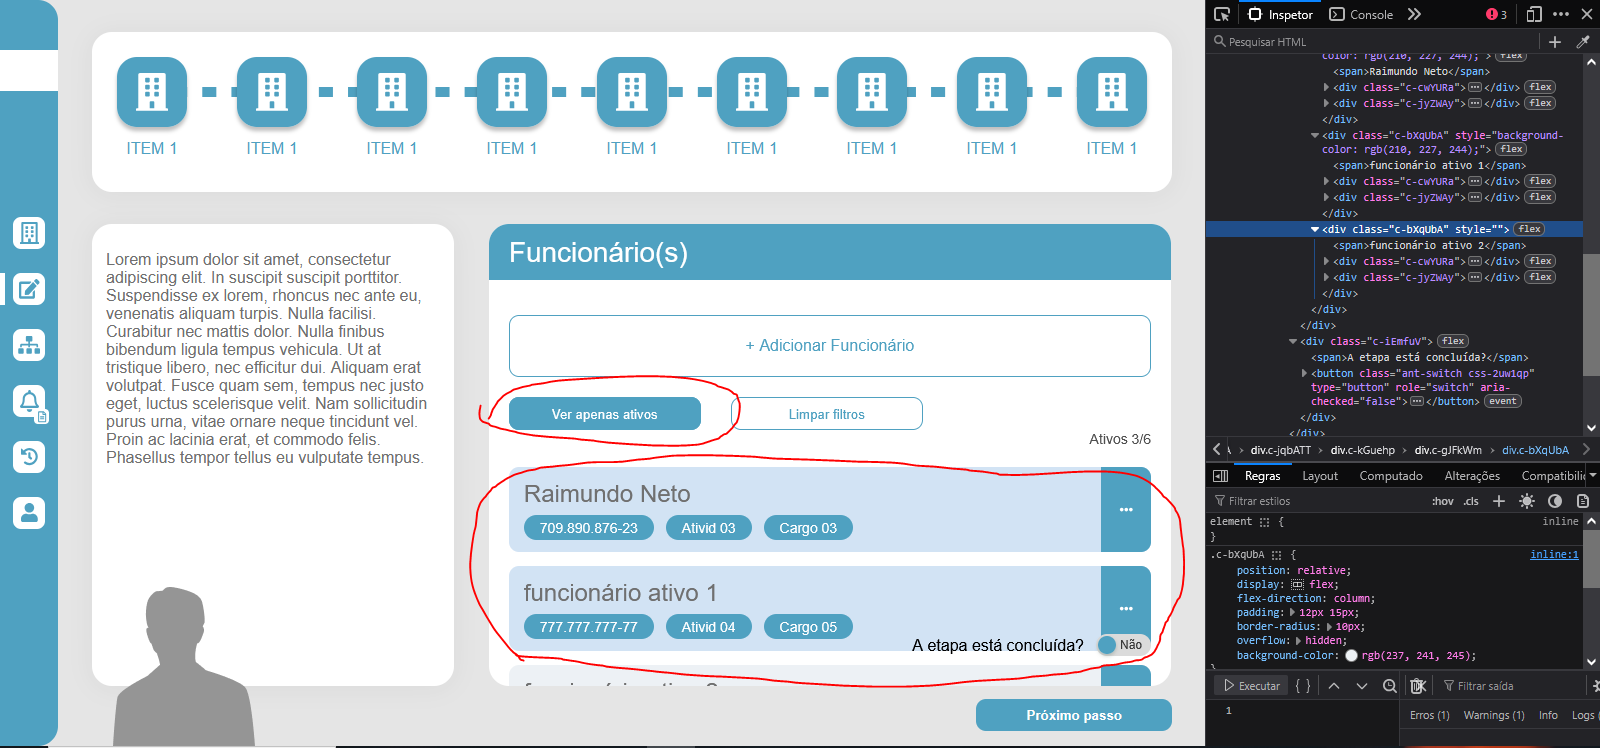 ITEM 1
ITEM 1
ITEM 1
ITEM 1
ITEM 1
ITEM 1
ITEM 1
ITEM 1
ITEM 1
Lorem ipsum dolor sit amet, consectetur
adipiscing elit. In suscipit suscipit porttitor.
Suspendisse ex lorem, rhoncus nec ante eu,
venenatis aliquam turpis. Nulla facilisi.
Curabitur nec mattis dolor. Nulla finibus
bibendum ligula tempus vehicula. Ut at
tristique libero, nec efficitur dui. Aliquam erat
volutpat. Fusce quam sem, tempus nec justo
eget, luctus scelerisque velit. Nam sollicitudin
purus urna, vitae ornare neque tincidunt vel.
Proin ac lacinia erat, et commodo felis.
Phasellus tempor tellus eu vulputate tempus.
Funcionário(s)
+ Adicionar Funcionário
Ver apenas ativos
Limpar filtros
Ativos 3/6
Raimundo Neto
709.890.876-23
Ativid 03
Cargo 03
•••
funcionário ativo 1
777.777.777-77
Ativid 04
Cargo 05
•••
A etapa está concluída?
Não
Próximo passo
Inspetor
Console
3
Pesquisar HTML
color: rgb(210, 227, 244);"> flex
<span>Raimundo Neto</span>
<div class="c-cwYURa">⋯</div> flex
<div class="c-jyZWAy">⋯</div> flex
</div>
<div class="c-bXqUbA" style="background-
color: rgb(210, 227, 244);"> flex
<span>funcionário ativo 1</span>
<div class="c-cwYURa">⋯</div> flex
<div class="c-jyZWAy">⋯</div> flex
</div>
<div class="c-bXqUbA" style=""> flex
<span>funcionário ativo 2</span>
<div class="c-cwYURa">⋯</div> flex
<div class="c-jyZWAy">⋯</div> flex
</div>
</div>
</div>
<div class="c-iEmfuV"> flex
<span>A etapa está concluída?</span>
<button class="ant-switch css-2uw1qp"
type="button" role="switch" aria-
checked="false">⋯</button> event
</div>
</div>
div.c-jqbATT
div.c-kGuehp
div.c-gJFkWm
div.c-bXqUbA
Regras
Layout
Computado
Alterações
Compatibili
Filtrar estilos
:hov
.cls
element { inline
}
.c-bXqUbA { inline:1
position: relative;
display: flex;
flex-direction: column;
padding: 12px 15px;
border-radius: 10px;
overflow: hidden;
background-color: rgb(237, 241, 245);
}
Executar
{ }
Filtrar saída
1
Erros (1)
Warnings (1)
Info
Logs